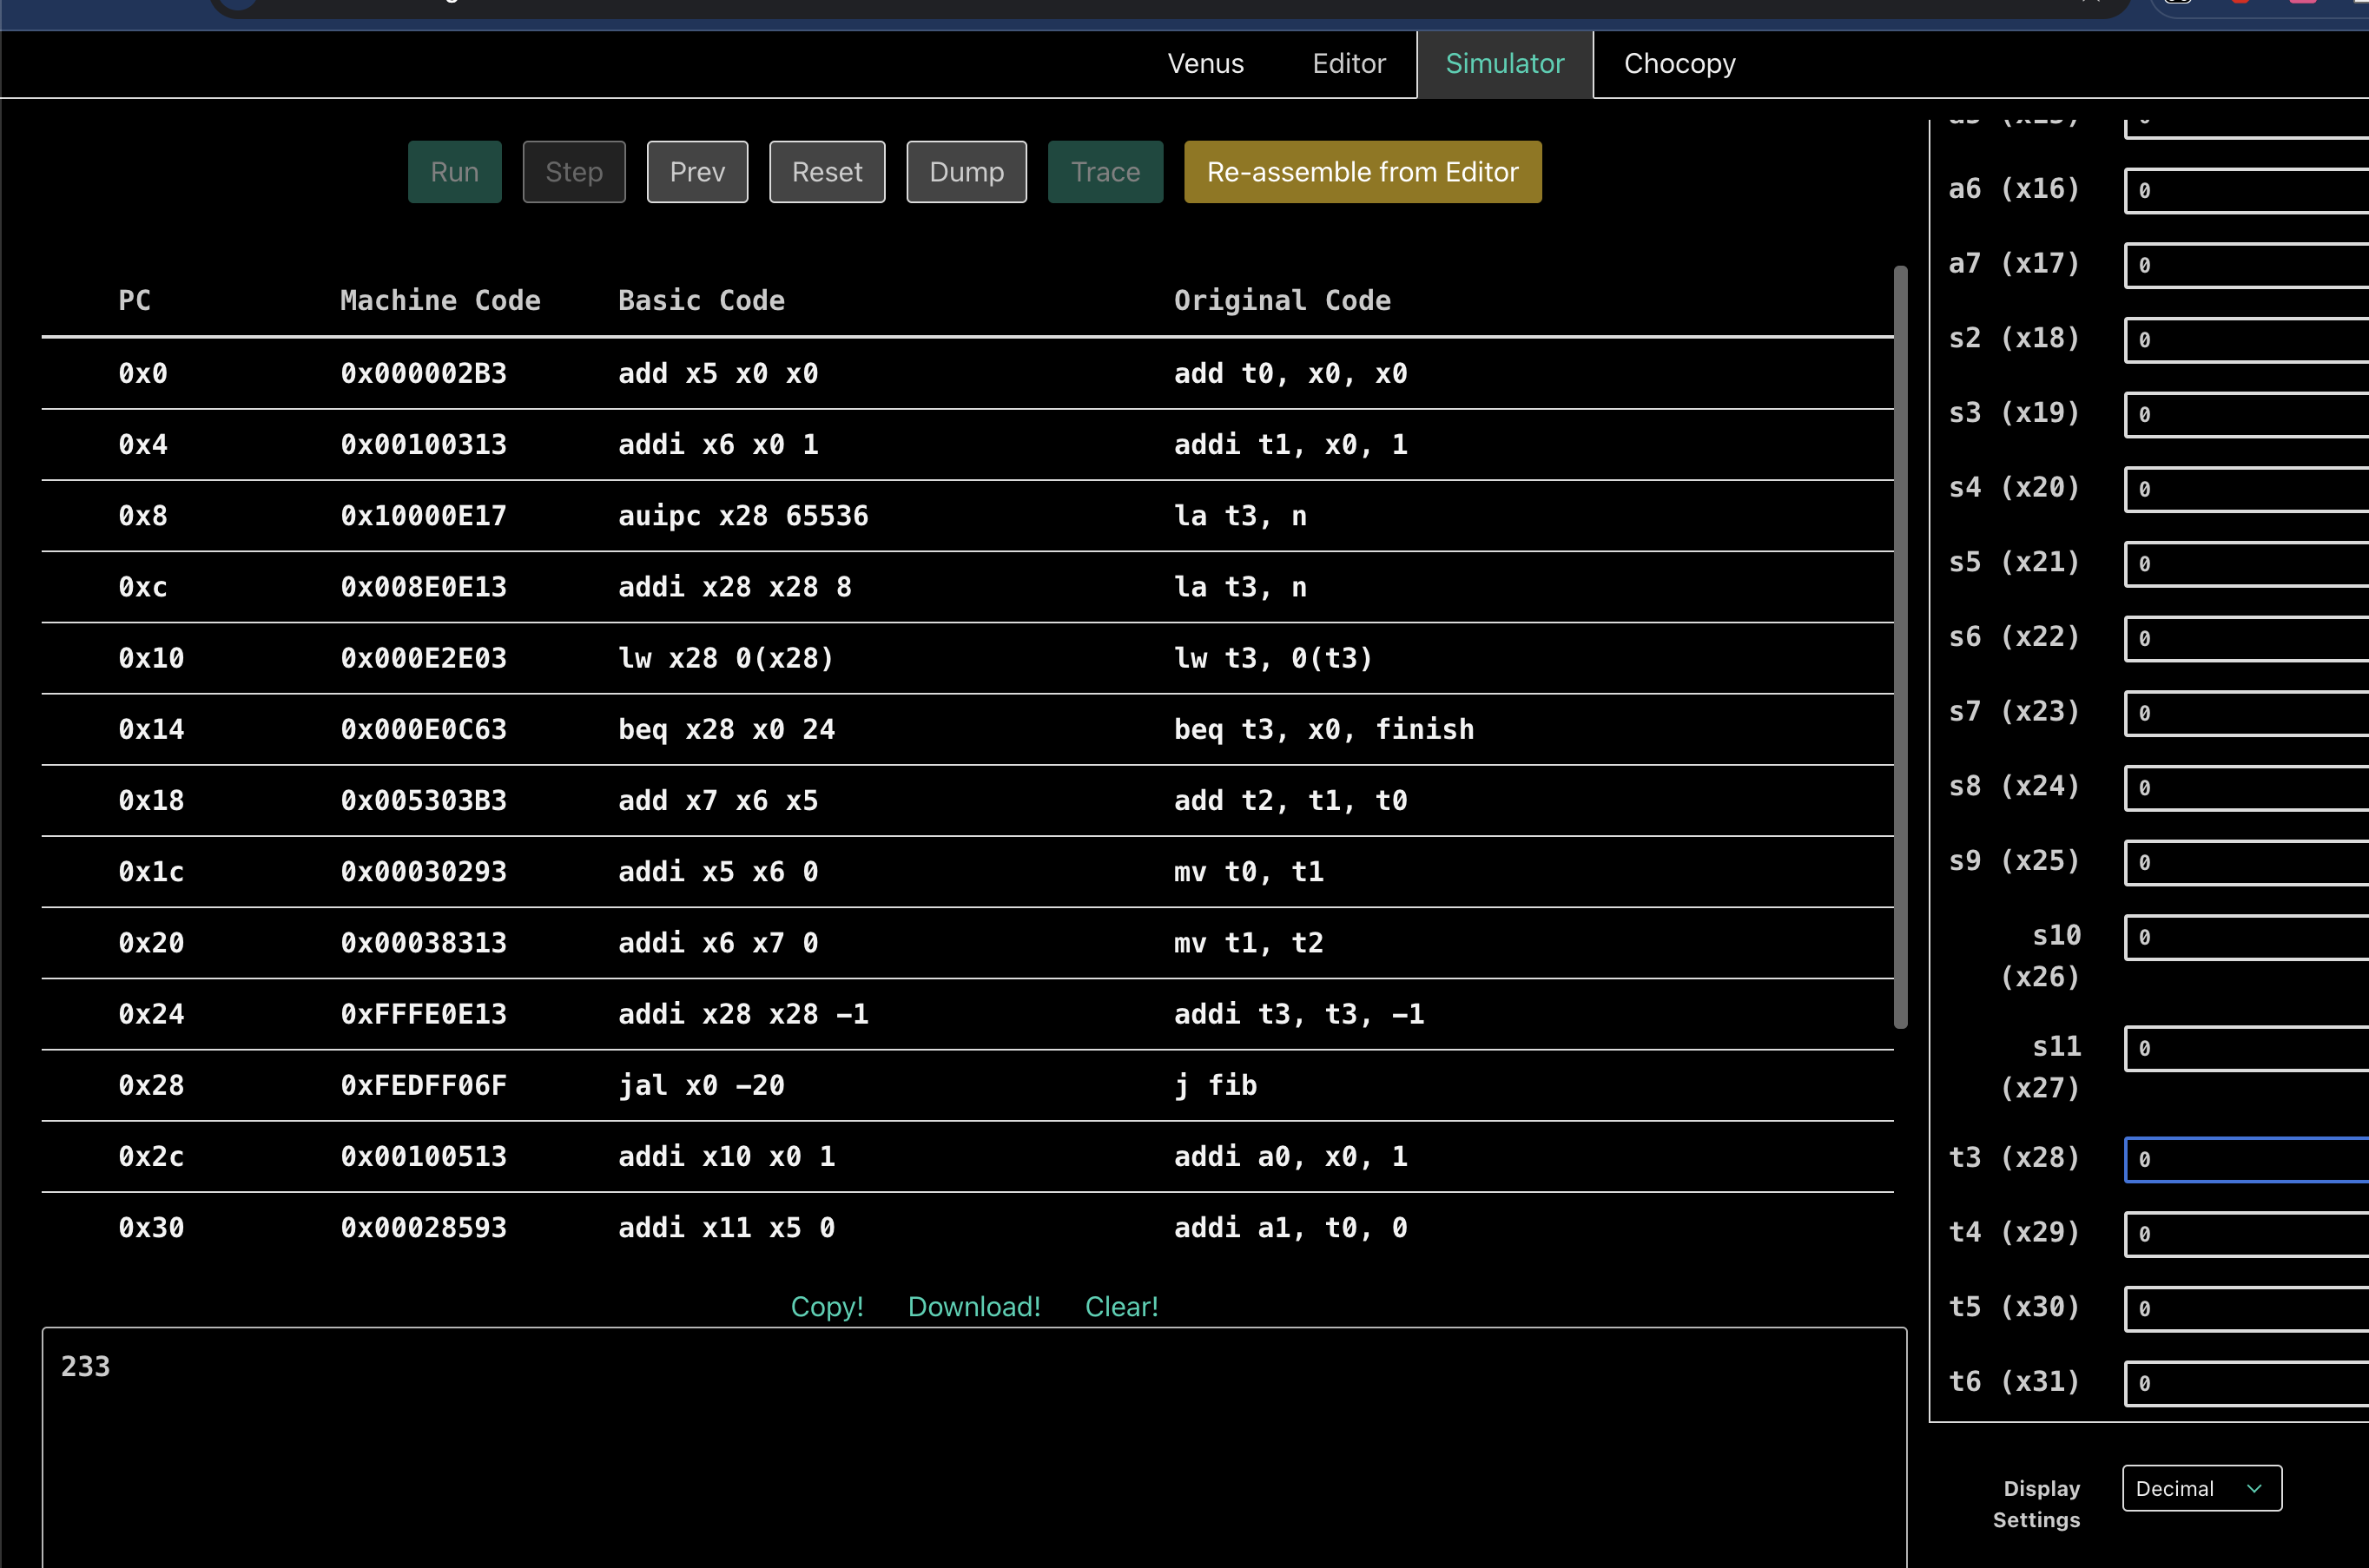 Venus Editor Simulator Chocopy
Run Step Prev Reset Dump Trace Re-assemble from Editor
PC Machine Code Basic Code Original Code
0x0 0x000002B3 add x5 x0 x0 add t0, x0, x0
0x4 0x00100313 addi x6 x0 1 addi t1, x0, 1
0x8 0x10000E17 auipc x28 65536 la t3, n
0xc 0x008E0E13 addi x28 x28 8 la t3, n
0x10 0x000E2E03 lw x28 0(x28) lw t3, 0(t3)
0x14 0x000E0C63 beq x28 x0 24 beq t3, x0, finish
0x18 0x005303B3 add x7 x6 x5 add t2, t1, t0
0x1c 0x00030293 addi x5 x6 0 mv t0, t1
0x20 0x00038313 addi x6 x7 0 mv t1, t2
0x24 0xFFFE0E13 addi x28 x28 −1 addi t3, t3, −1
0x28 0xFEDFF06F jal x0 −20 j fib
0x2c 0x00100513 addi x10 x0 1 addi a0, x0, 1
0x30 0x00028593 addi x11 x5 0 addi a1, t0, 0
Copy! Download! Clear!
233
a6 (x16) 0
a7 (x17) 0
s2 (x18) 0
s3 (x19) 0
s4 (x20) 0
s5 (x21) 0
s6 (x22) 0
s7 (x23) 0
s8 (x24) 0
s9 (x25) 0
s10 0
(x26)
s11 0
(x27)
t3 (x28) 0
t4 (x29) 0
t5 (x30) 0
t6 (x31) 0
Display Decimal
Settings